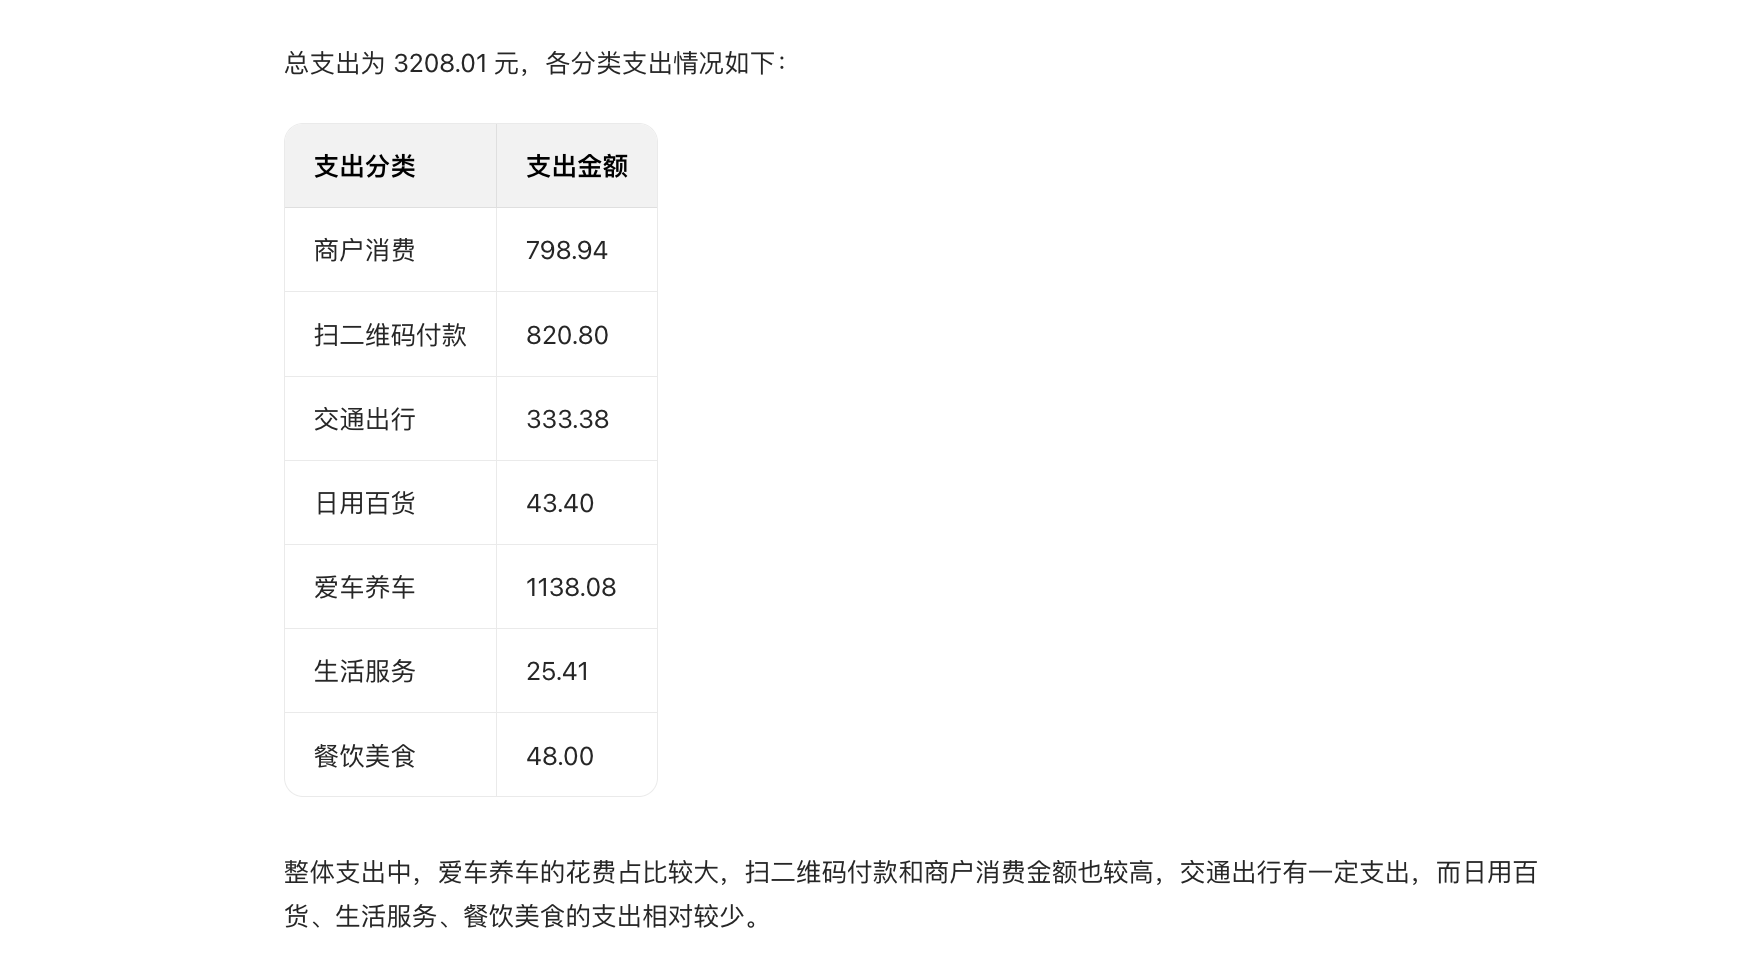 总支出为 3208.01 元，各分类支出情况如下：
支出分类 支出金额
商户消费 798.94
扫二维码付款 820.80
交通出行 333.38
日用百货 43.40
爱车养车 1138.08
生活服务 25.41
餐饮美食 48.00
整体支出中，爱车养车的花费占比较大，扫二维码付款和商户消费金额也较高，交通出行有一定支出，而日用百
货、生活服务、餐饮美食的支出相对较少。